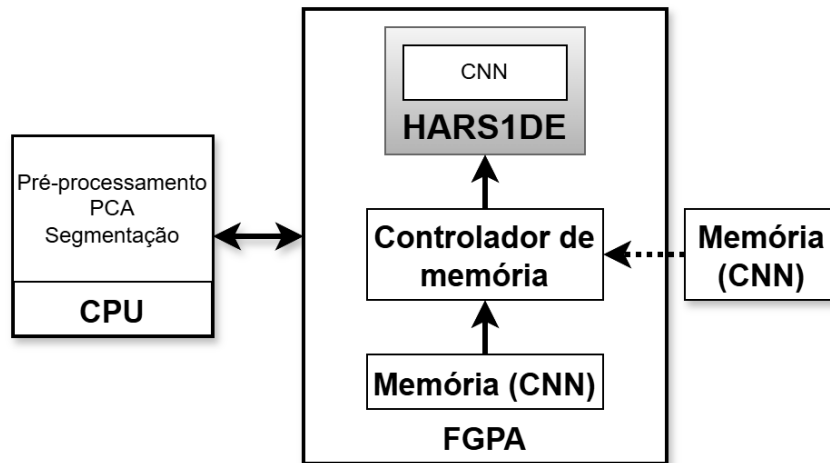 Pré-processamento
PCA
Segmentação
CPU
CNN
HARS1DE
Controlador de
memória
Memória (CNN)
FGPA
Memória
(CNN)